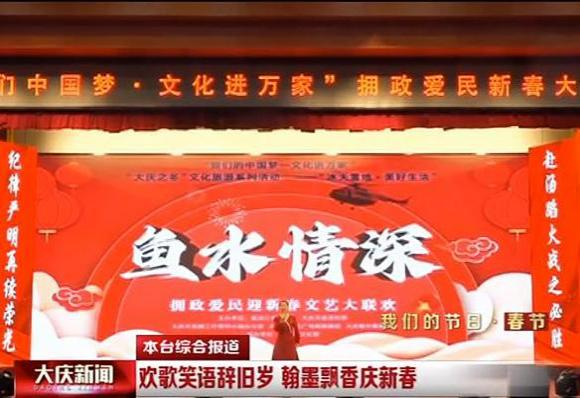 们中国梦·文化进万家”拥政爱民新春大
纪律严明再续荣光
赴汤蹈火战之必胜
“我们的中国梦—文化进万家”
“大庆之冬”文化旅游系列活动——“冰天雪地·美好生活”
鱼水情深
拥政爱民迎新春文艺大联欢
我们的节日·春节
本台综合报道
大庆新闻
欢歌笑语辞旧岁 翰墨飘香庆新春